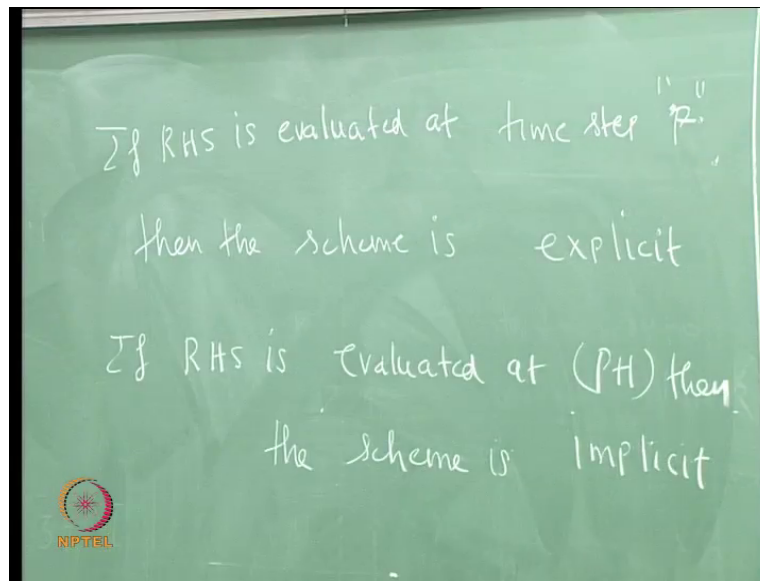 If RHS is evaluated at time step "p"
then the scheme is explicit
If RHS is evaluated at (P+1) then
the scheme is implicit
NPTEL